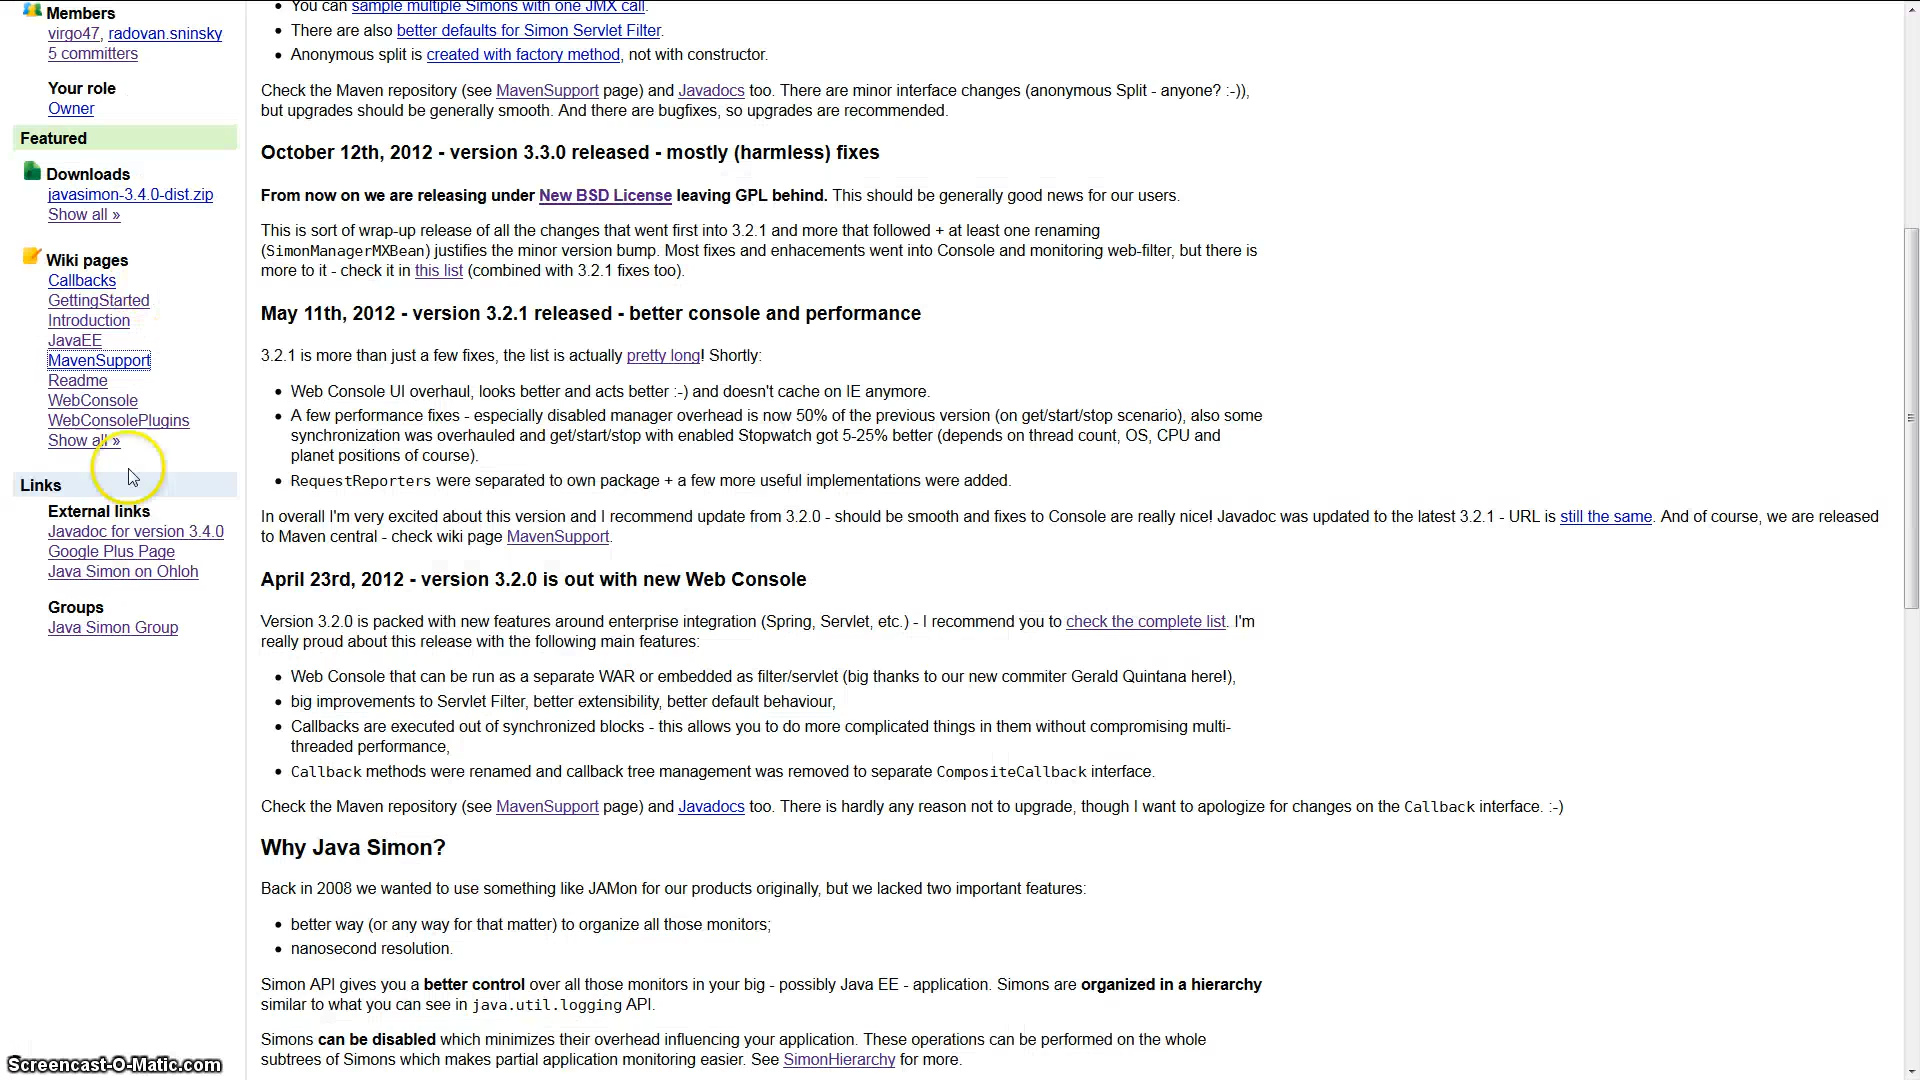 Members
virgo47, radovan.sninsky
5 committers
Your role
Owner
Featured
Downloads
javasimon-3.4.0-dist.zip
Show all »
Wiki pages
Callbacks
GettingStarted
Introduction
JavaEE
MavenSupport
Readme
WebConsole
WebConsolePlugins
Show all »
Links
External links
Javadoc for version 3.4.0
Google Plus Page
Java Simon on Ohloh
Groups
Java Simon Group
You can sample multiple Simons with one JMX call.
There are also better defaults for Simon Servlet Filter.
Anonymous split is created with factory method, not with constructor.
Check the Maven repository (see MavenSupport page) and Javadocs too. There are minor interface changes (anonymous Split - anyone? :-)),
but upgrades should be generally smooth. And there are bugfixes, so upgrades are recommended.
October 12th, 2012 - version 3.3.0 released - mostly (harmless) fixes
From now on we are releasing under New BSD License leaving GPL behind. This should be generally good news for our users.
This is sort of wrap-up release of all the changes that went first into 3.2.1 and more that followed + at least one renaming
(SimonManagerMXBean) justifies the minor version bump. Most fixes and enhacements went into Console and monitoring web-filter, but there is
more to it - check it in this list (combined with 3.2.1 fixes too).
May 11th, 2012 - version 3.2.1 released - better console and performance
3.2.1 is more than just a few fixes, the list is actually pretty long! Shortly:
Web Console UI overhaul, looks better and acts better :-) and doesn't cache on IE anymore.
A few performance fixes - especially disabled manager overhead is now 50% of the previous version (on get/start/stop scenario), also some
synchronization was overhauled and get/start/stop with enabled Stopwatch got 5-25% better (depends on thread count, OS, CPU and
planet positions of course).
RequestReporters were separated to own package + a few more useful implementations were added.
In overall I'm very excited about this version and I recommend update from 3.2.0 - should be smooth and fixes to Console are really nice! Javadoc was updated to the latest 3.2.1 - URL is still the same. And of course, we are released
to Maven central - check wiki page MavenSupport.
April 23rd, 2012 - version 3.2.0 is out with new Web Console
Version 3.2.0 is packed with new features around enterprise integration (Spring, Servlet, etc.) - I recommend you to check the complete list. I'm
really proud about this release with the following main features:
Web Console that can be run as a separate WAR or embedded as filter/servlet (big thanks to our new commiter Gerald Quintana here!),
big improvements to Servlet Filter, better extensibility, better default behaviour,
Callbacks are executed out of synchronized blocks - this allows you to do more complicated things in them without compromising multi-
threaded performance,
Callback methods were renamed and callback tree management was removed to separate CompositeCallback interface.
Check the Maven repository (see MavenSupport page) and Javadocs too. There is hardly any reason not to upgrade, though I want to apologize for changes on the Callback interface. :-)
Why Java Simon?
Back in 2008 we wanted to use something like JAMon for our products originally, but we lacked two important features:
better way (or any way for that matter) to organize all those monitors;
nanosecond resolution.
Simon API gives you a better control over all those monitors in your big - possibly Java EE - application. Simons are organized in a hierarchy
similar to what you can see in java.util.logging API.
Simons can be disabled which minimizes their overhead influencing your application. These operations can be performed on the whole
subtrees of Simons which makes partial application monitoring easier. See SimonHierarchy for more.
Screencast-O-Matic.com